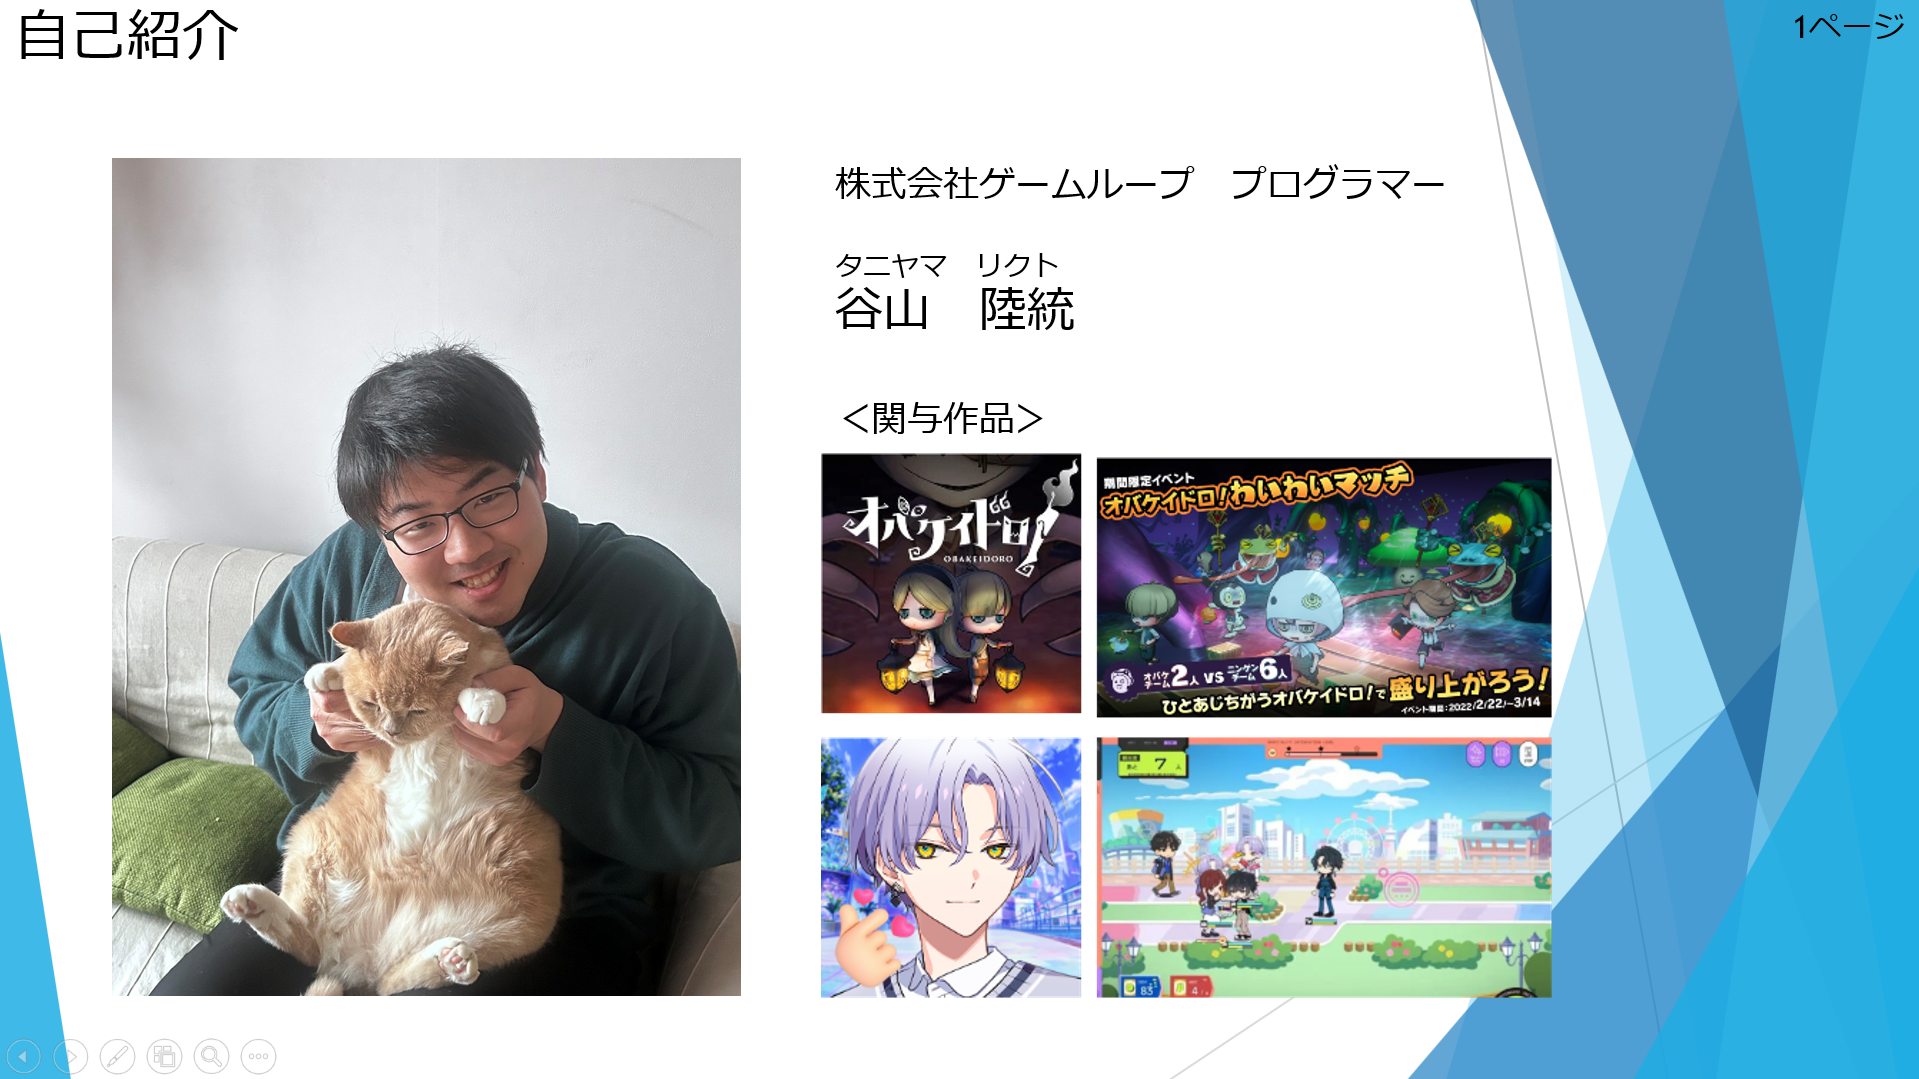 自己紹介
1ページ
株式会社ゲームループ　プログラマー
タニヤマ　リクト
谷山　陸統
＜関与作品＞
オバケイドロ！
OBAKEIDORO
期間限定イベント
オバケイドロ！わいわいマッチ
オバケチーム2人 VS ニンゲンチーム6人
ひとあじちがうオバケイドロ！で盛り上がろう！
イベント期間：2022/2/22/～3/14
あと 7 人
83
4